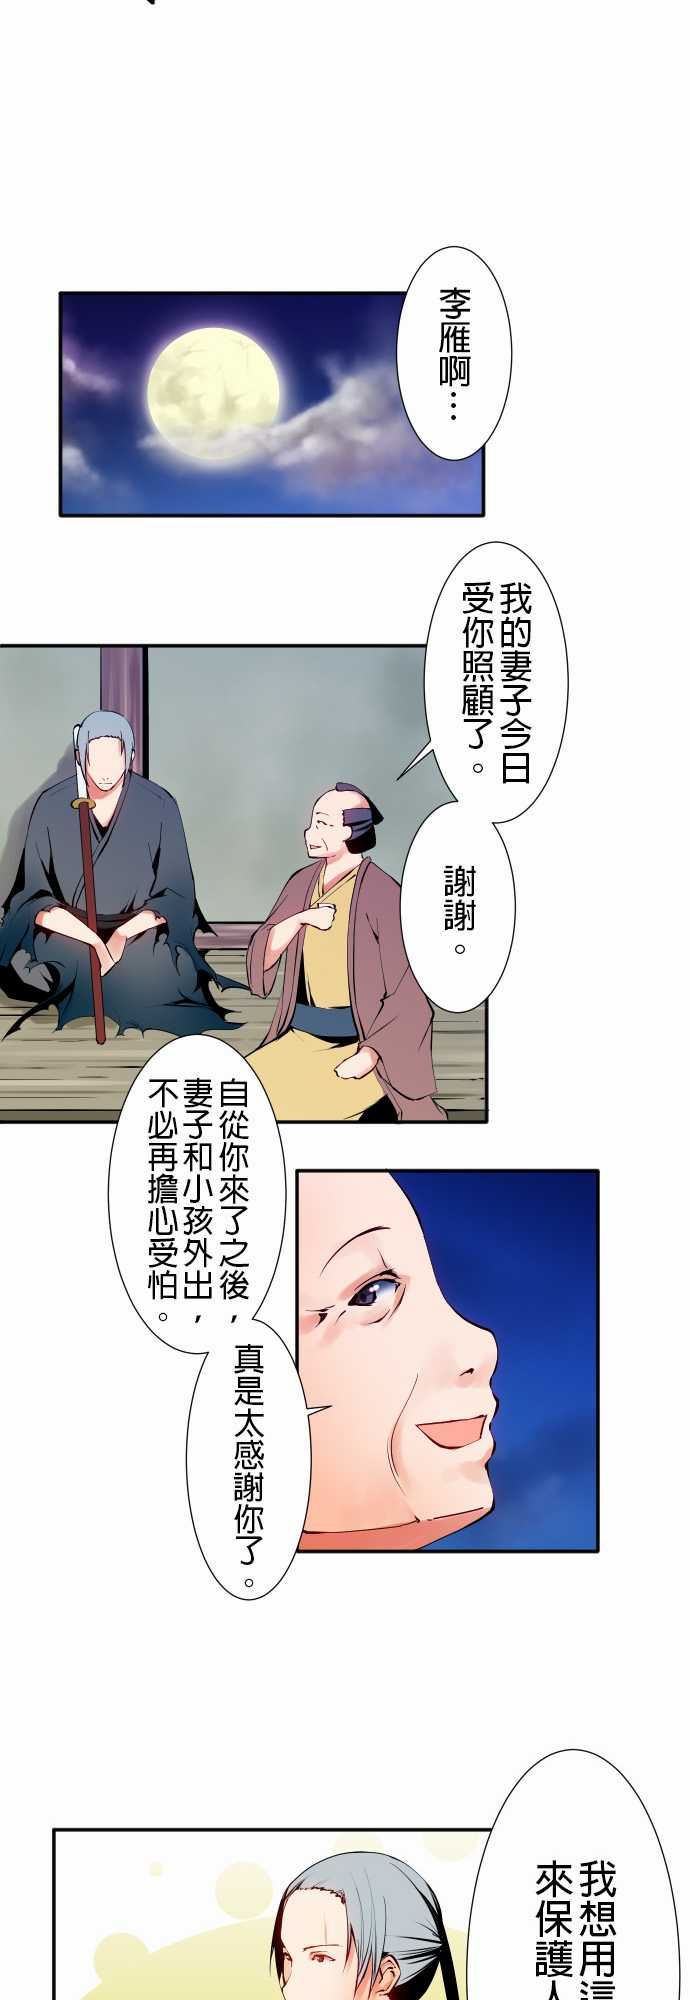 李雁啊…
我的妻子今日
受你照顧了。
謝謝。
自從你來了之後，
妻子和小孩外出，
不必再擔心受怕。
真是太感謝你了。
我想用這
來保護人